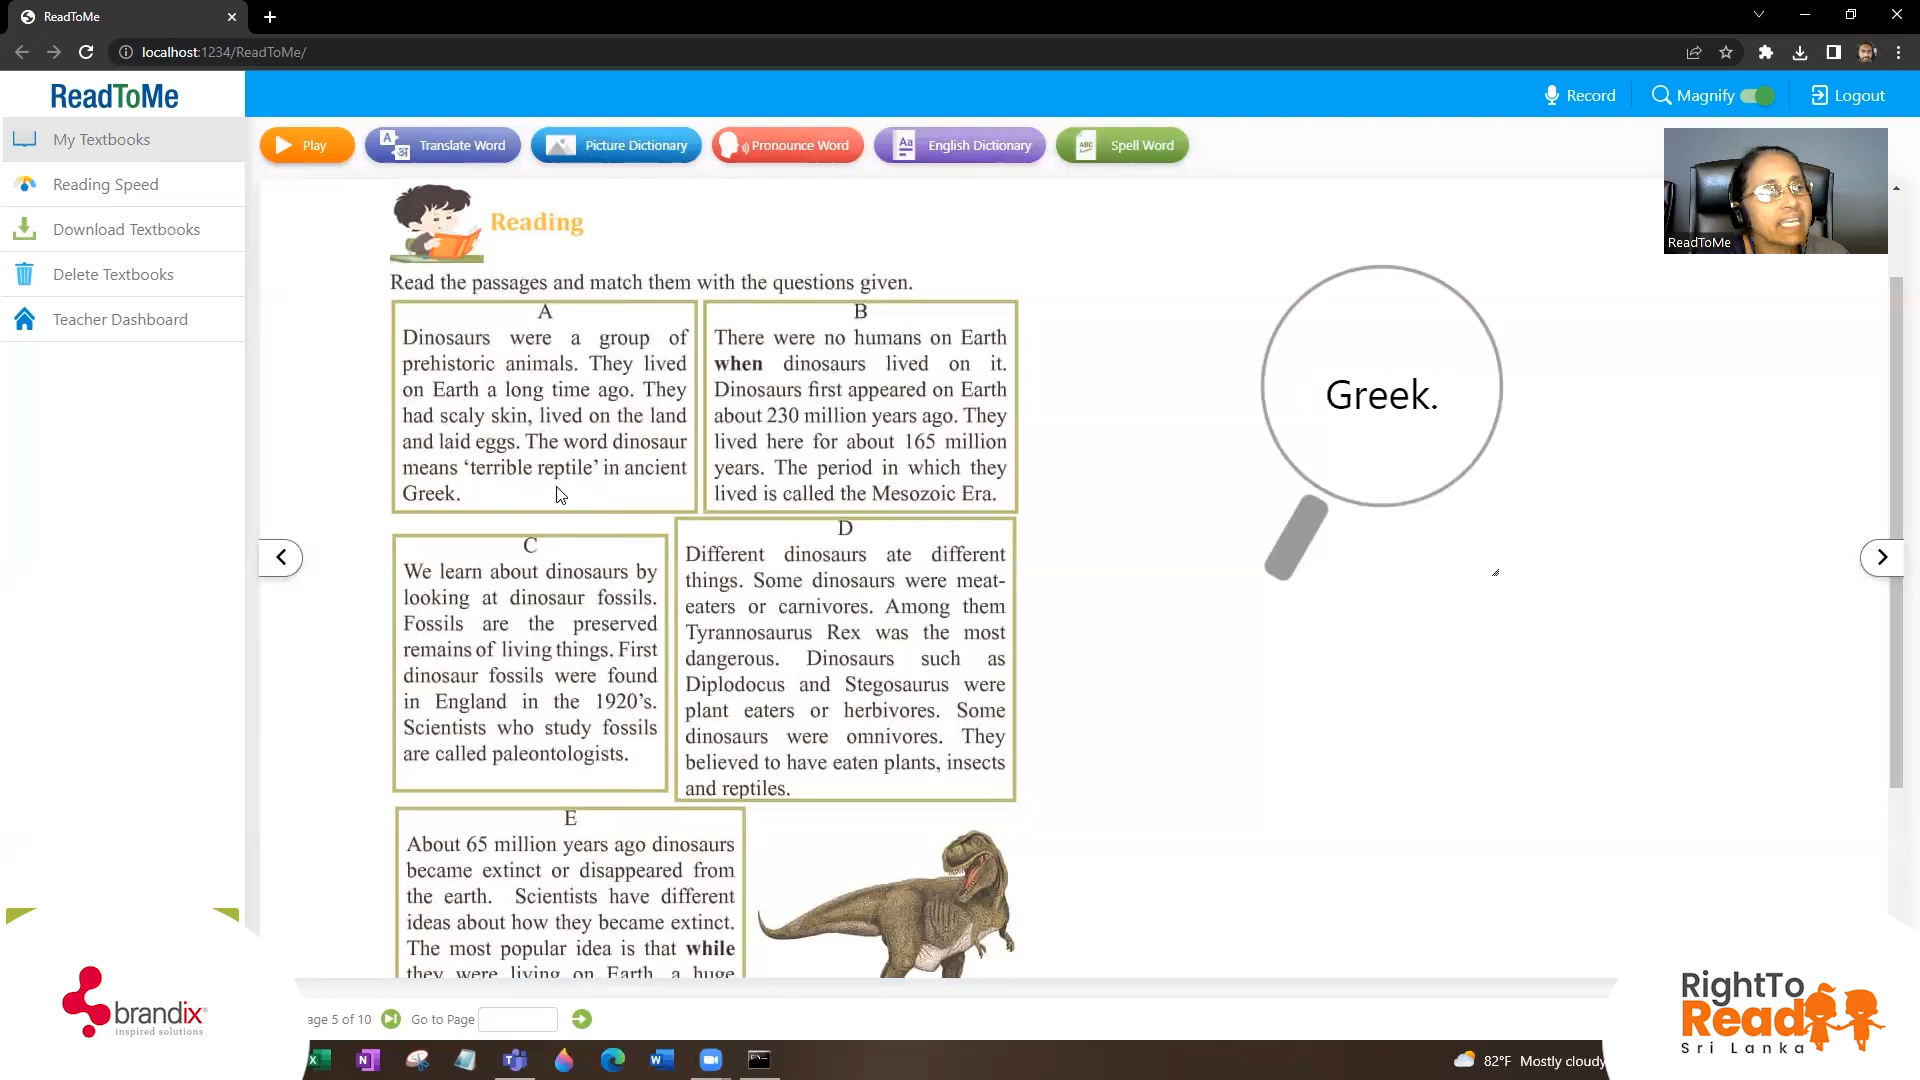 ReadToMe
localhost:1234/ReadToMe/
ReadToMe
Record
Magnify
Logout
My Textbooks
Reading Speed
Download Textbooks
Delete Textbooks
Teacher Dashboard
Play
Translate Word
Picture Dictionary
Pronounce Word
English Dictionary
Spell Word
ReadToMe
Reading
Read the passages and match them with the questions given.
A
Dinosaurs were a group of
prehistoric animals. They lived
on Earth a long time ago. They
had scaly skin, lived on the land
and laid eggs. The word dinosaur
means ‘terrible reptile’ in ancient
Greek.
B
There were no humans on Earth
when dinosaurs lived on it.
Dinosaurs first appeared on Earth
about 230 million years ago. They
lived here for about 165 million
years. The period in which they
lived is called the Mesozoic Era.
Greek.
C
We learn about dinosaurs by
looking at dinosaur fossils.
Fossils are the preserved
remains of living things. First
dinosaur fossils were found
in England in the 1920’s.
Scientists who study fossils
are called paleontologists.
D
Different dinosaurs ate different
things. Some dinosaurs were meat-
eaters or carnivores. Among them
Tyrannosaurus Rex was the most
dangerous. Dinosaurs such as
Diplodocus and Stegosaurus were
plant eaters or herbivores. Some
dinosaurs were omnivores. They
believed to have eaten plants, insects
and reptiles.
E
About 65 million years ago dinosaurs
became extinct or disappeared from
the earth. Scientists have different
ideas about how they became extinct.
The most popular idea is that while
they were living on Earth, a huge
age 5 of 10
Go to Page
brandix
inspired solutions
RightTo
Read
Sri Lanka
82°F Mostly cloudy